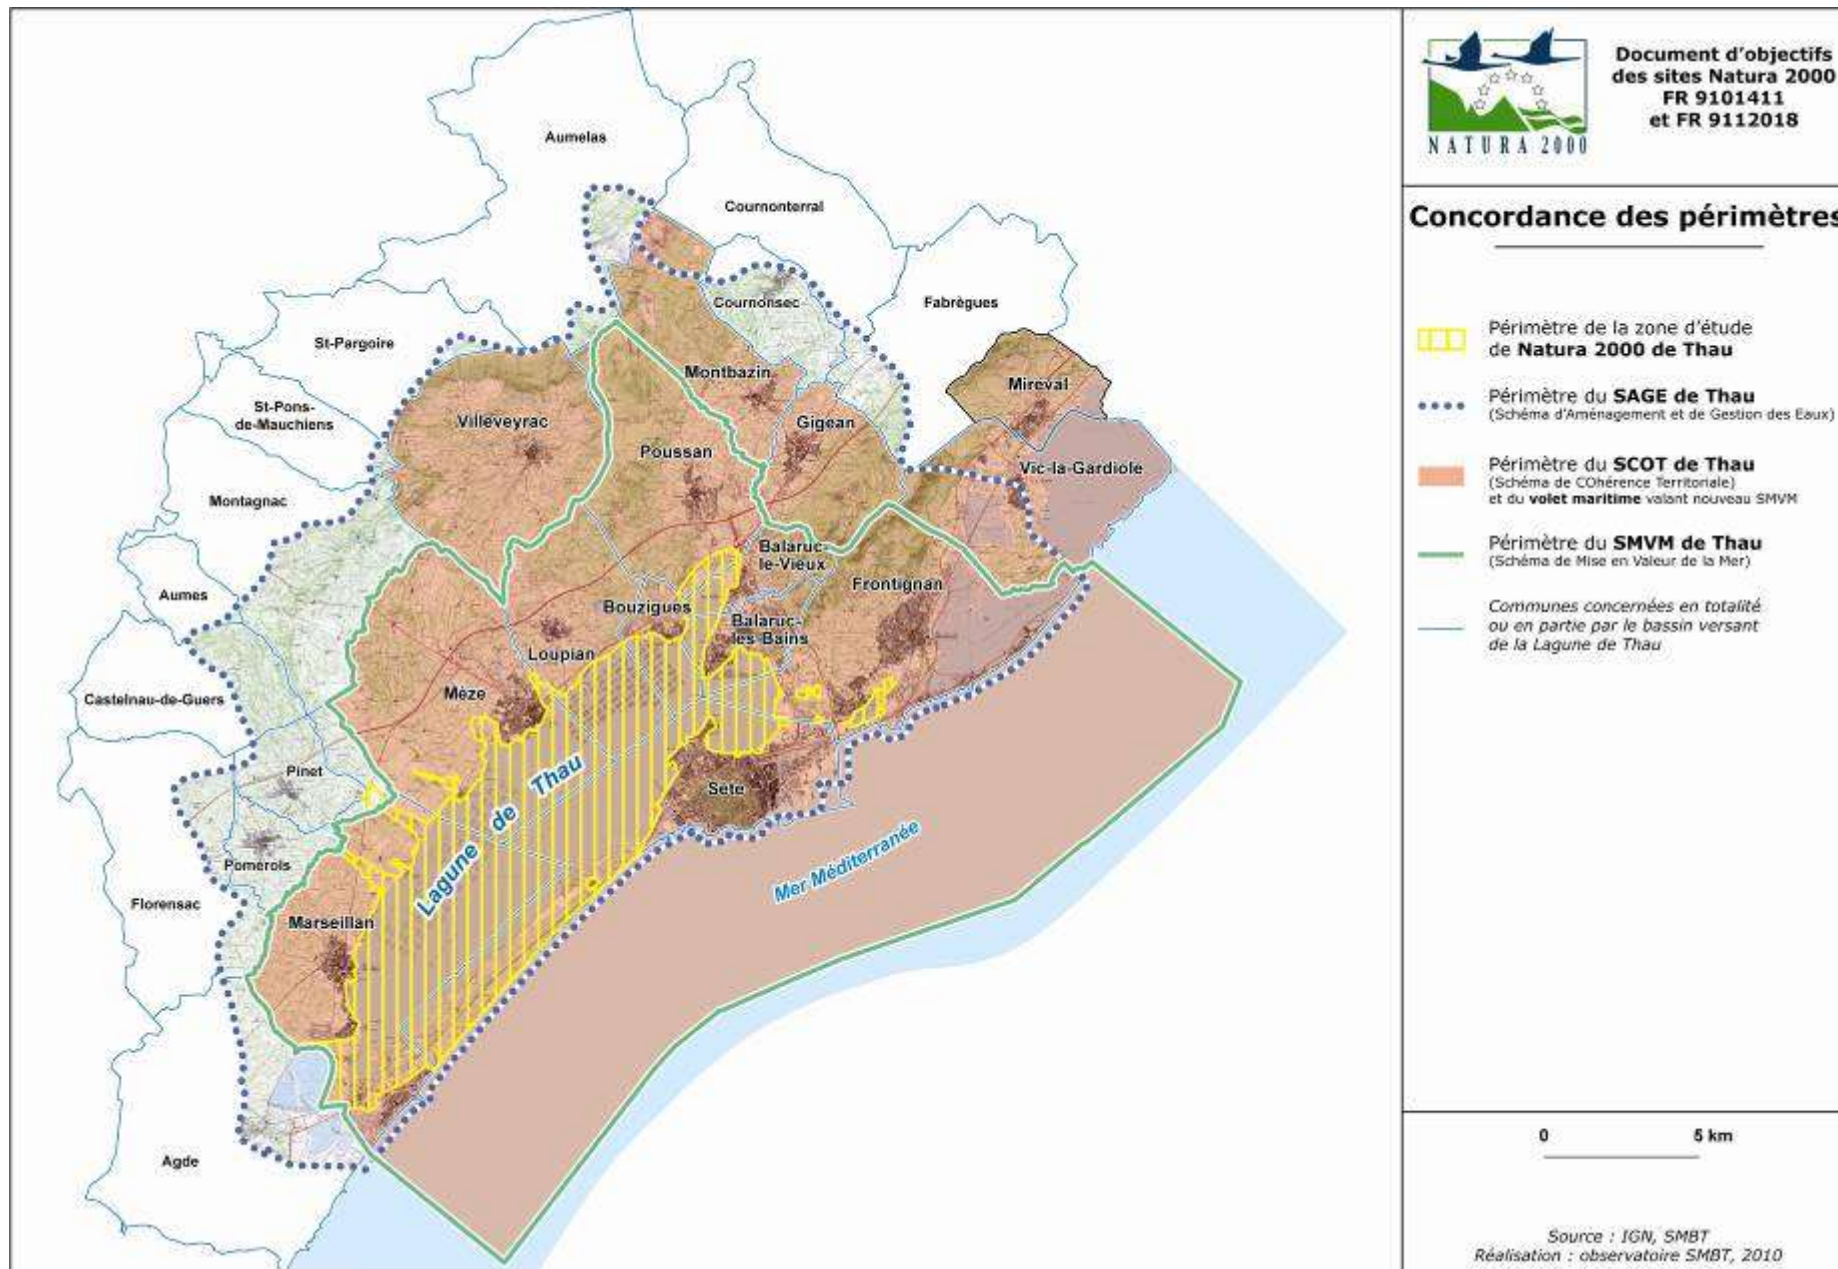 Document d'objectifs
des sites Natura 2000
FR 9101411
et FR 9112018
NATURA 2000
Concordance des périmètres
Périmètre de la zone d'étude
de Natura 2000 de Thau
Périmètre du SAGE de Thau
(Schéma d'Aménagement et de Gestion des Eaux)
Périmètre du SCOT de Thau
(Schéma de COhérence Territoriale)
et du volet maritime valant nouveau SMVM
Périmètre du SMVM de Thau
(Schéma de Mise en Valeur de la Mer)
Communes concernées en totalité
ou en partie par le bassin versant
de la Lagune de Thau
0 5 km
Source : IGN, SMBT
Réalisation : observatoire SMBT, 2010
Aumelas
Cournonterral
Cournonsec
Fabrègues
St-Pargoire
Montbazin
Mireval
St-Pons-
de-Mauchiens
Villeveyrac
Gigean
Poussan
Vic-la-Gardiole
Montagnac
Balaruc-
le-Vieux
Frontignan
Aumes
Bouzigues
Balaruc-
les-Bains
Loupian
Mèze
Castelnau-de-Guers
Pinet
Sète
Lagune de Thau
Mer Méditerranée
Pomerols
Florensac
Marseillan
Agde